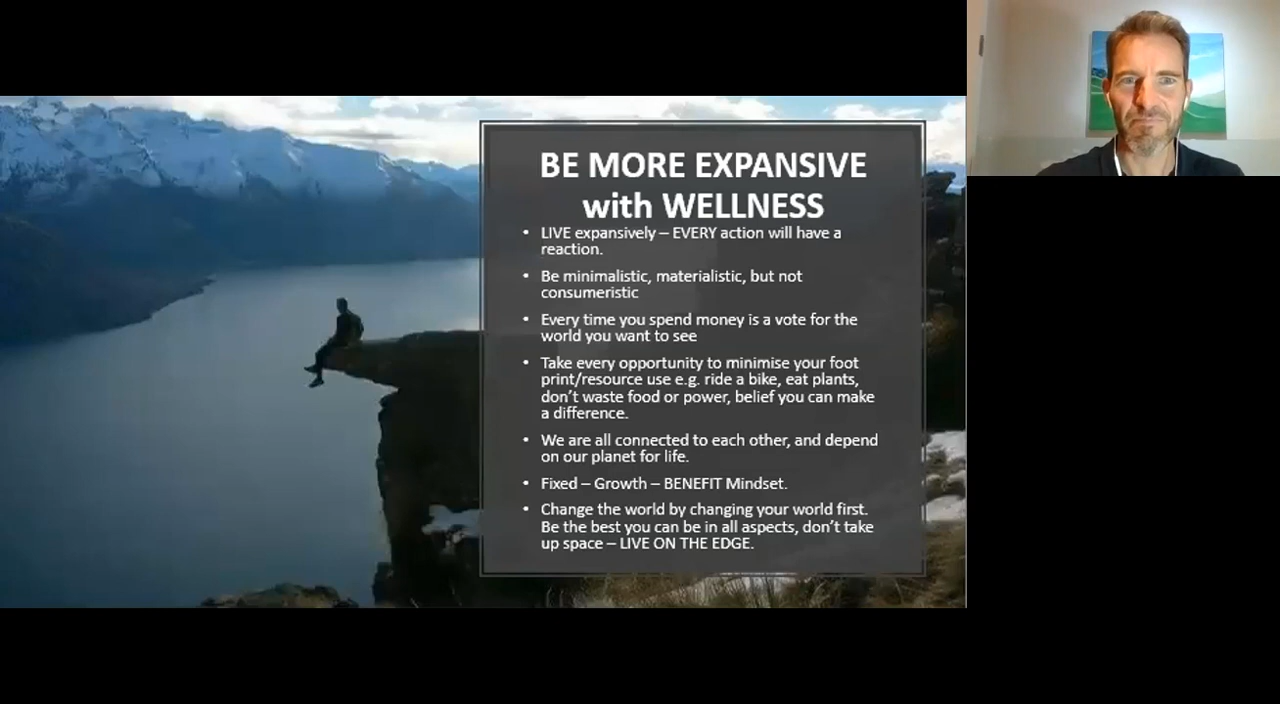 BE MORE EXPANSIVE
with WELLNESS
• LIVE expansively – EVERY action will have a
reaction.
• Be minimalistic, materialistic, but not
consumeristic
• Every time you spend money is a vote for the
world you want to see
• Take every opportunity to minimise your foot
print/resource use e.g. ride a bike, eat plants,
don’t waste food or power, belief you can make
a difference.
• We are all connected to each other, and depend
on our planet for life.
• Fixed – Growth – BENEFIT Mindset.
• Change the world by changing your world first.
Be the best you can be in all aspects, don’t take
up space – LIVE ON THE EDGE.